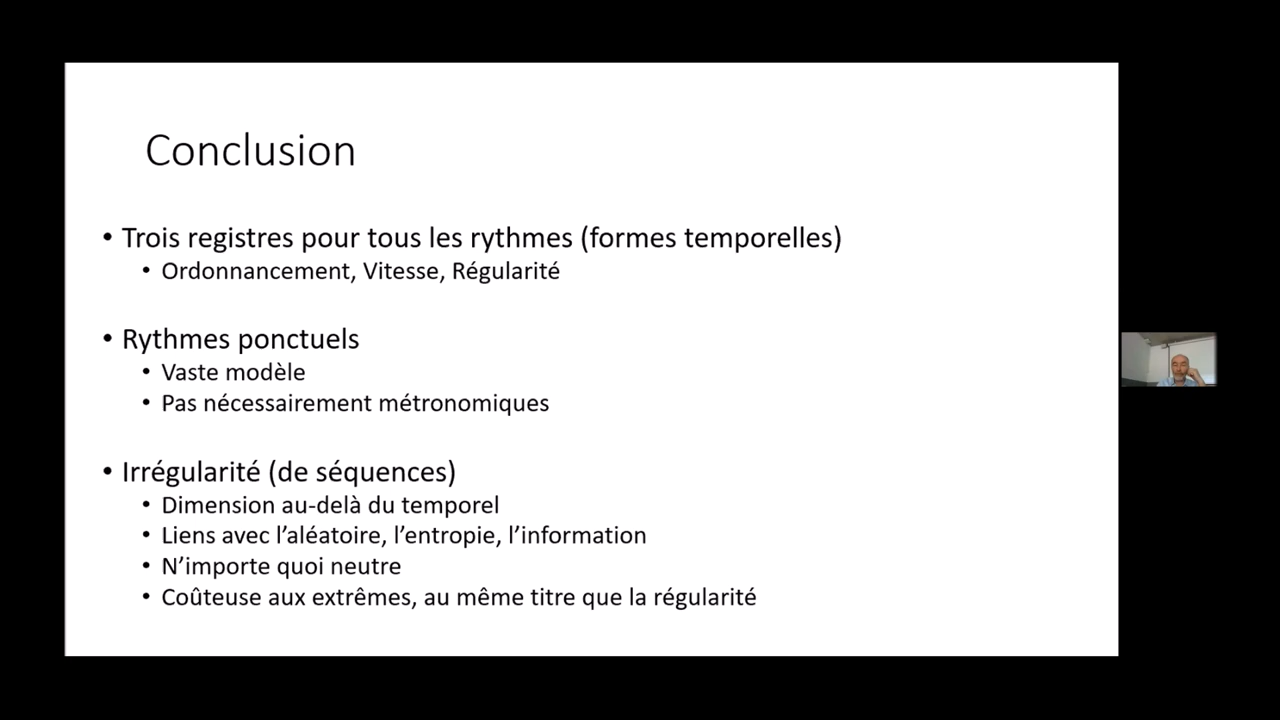 Conclusion
• Trois registres pour tous les rythmes (formes temporelles)
• Ordonnancement, Vitesse, Régularité
• Rythmes ponctuels
• Vaste modèle
• Pas nécessairement métronomiques
• Irrégularité (de séquences)
• Dimension au-delà du temporel
• Liens avec l’aléatoire, l’entropie, l’information
• N’importe quoi neutre
• Coûteuse aux extrêmes, au même titre que la régularité